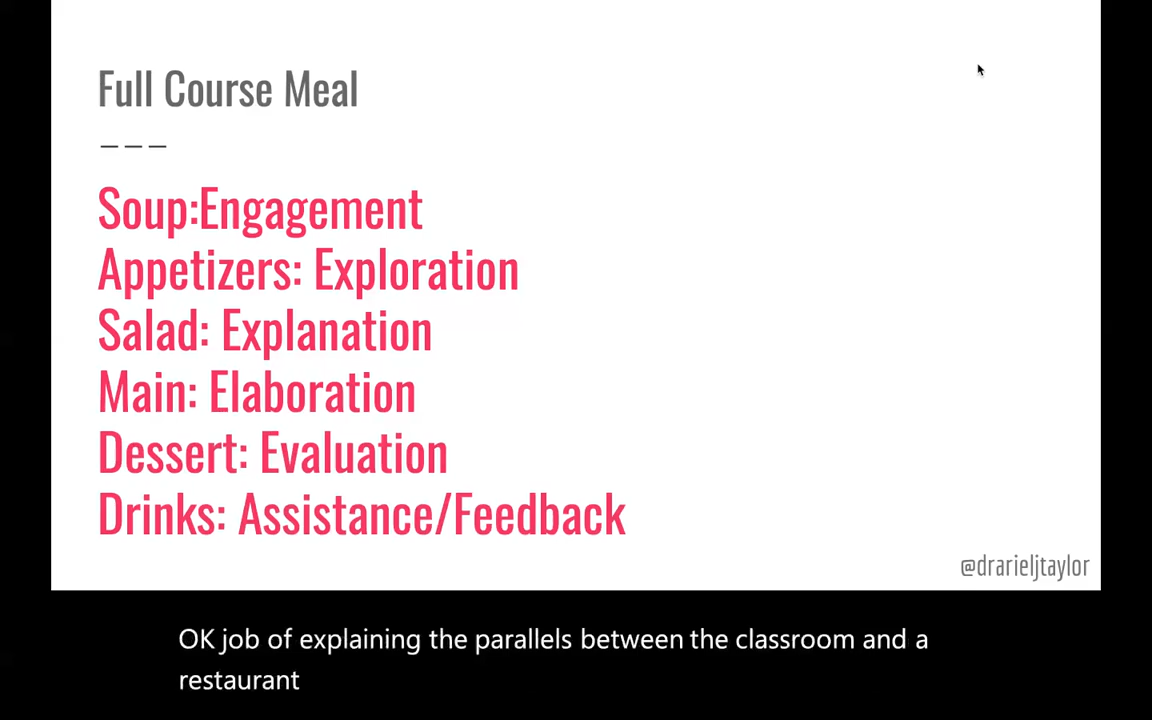 Full Course Meal
---
Soup:Engagement
Appetizers: Exploration
Salad: Explanation
Main: Elaboration
Dessert: Evaluation
Drinks: Assistance/Feedback
@drarieljtaylor
OK job of explaining the parallels between the classroom and a
restaurant